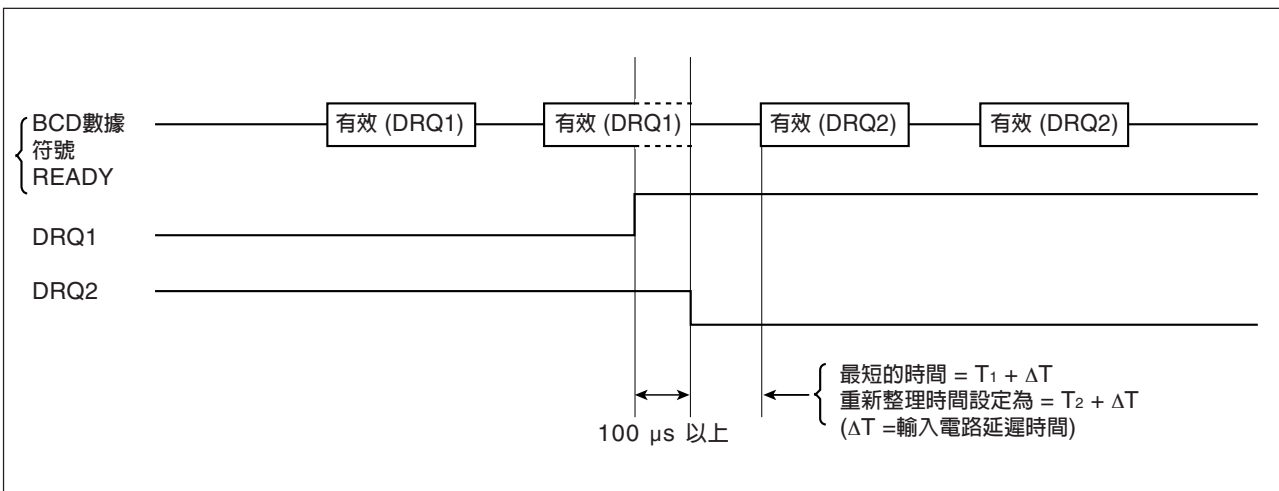 BCD數據
符號
READY
有效 (DRQ1)
有效 (DRQ1)
有效 (DRQ2)
有效 (DRQ2)
DRQ1
DRQ2
100 μs 以上
最短的時間 = T1 + ΔT
重新整理時間設定為 = T2 + ΔT
(ΔT =輸入電路延遲時間)